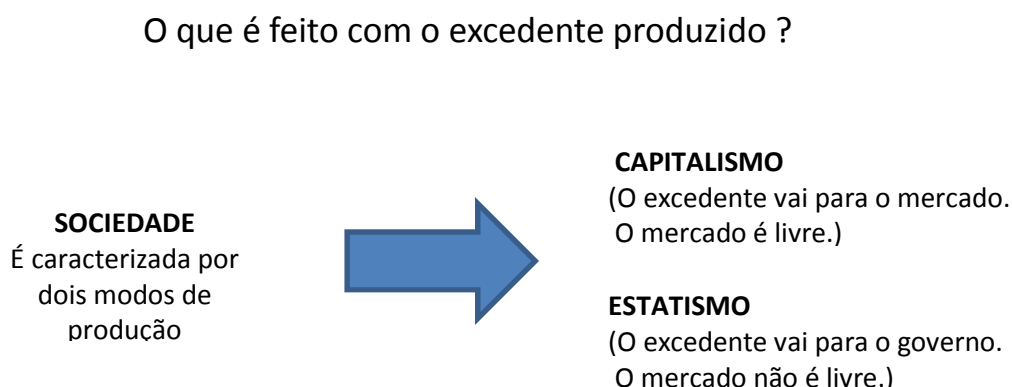 O que é feito com o excedente produzido ?
SOCIEDADE
É caracterizada por
dois modos de
produção
CAPITALISMO
(O excedente vai para o mercado.
O mercado é livre.)
ESTATISMO
(O excedente vai para o governo.
O mercado não é livre.)